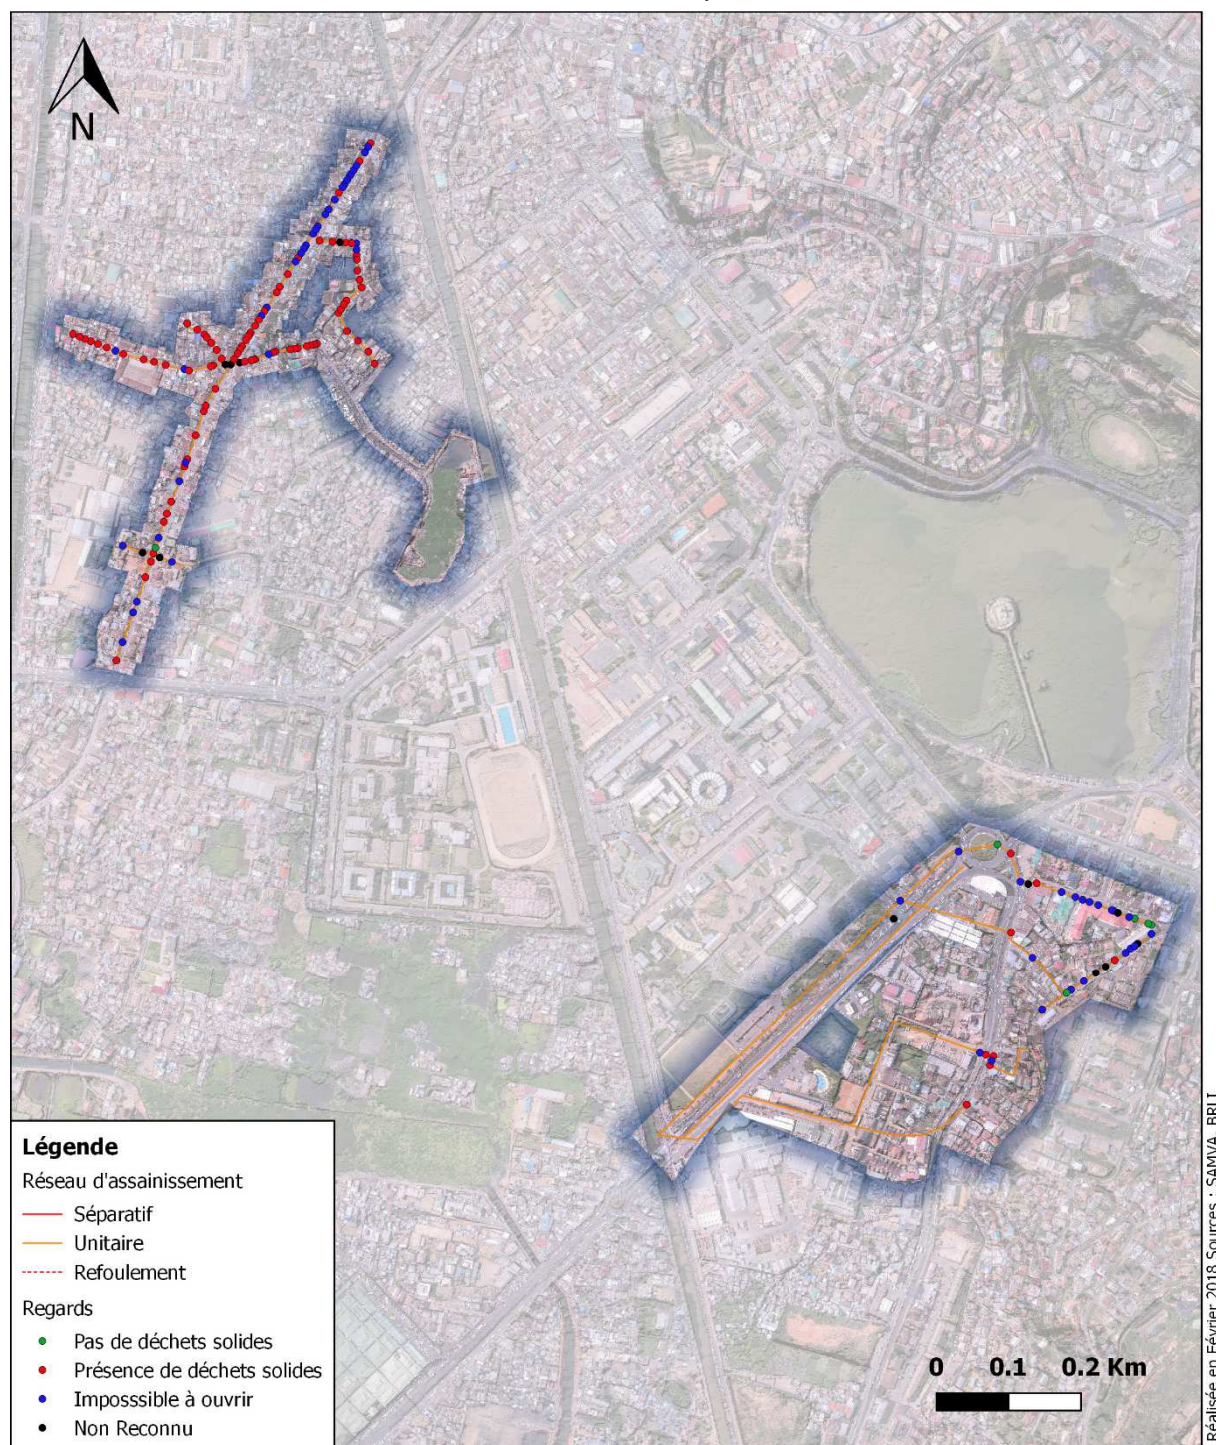 N
Légende
Réseau d'assainissement
Séparatif
Unitaire
Refoulement
Regards
Pas de déchets solides
Présence de déchets solides
Imposssible à ouvrir
Non Reconnu
0 0.1 0.2 Km
Réalisée en Février 2018 Sources : SAMVA, BRLI